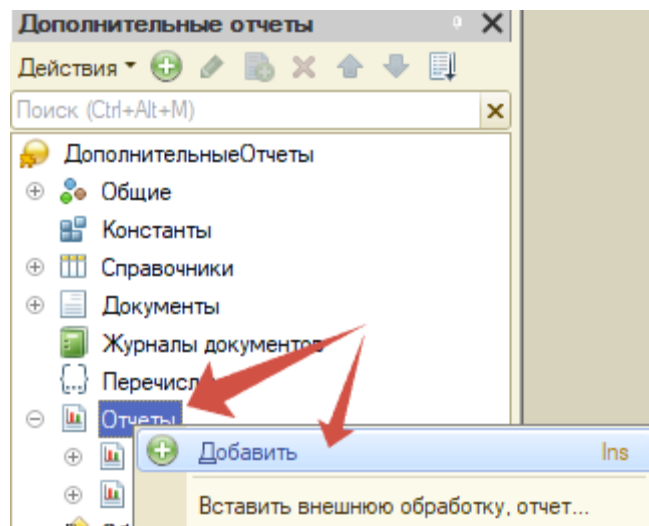 Дополнительные отчеты
Действия
Поиск (Ctrl+Alt+M)
ДополнительныеОтчеты
Общие
Константы
Справочники
Документы
Журналы документов
Отчеты
Добавить Ins
Вставить внешнюю обработку, отчет...